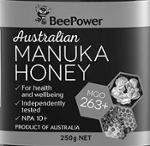 BeePower
Australian
MANUKA
HONEY
✓ For health
and wellbeing
✓ Independently
tested
✓ NPA 10+
MGO
263+
PRODUCT OF AUSTRALIA
250g NET